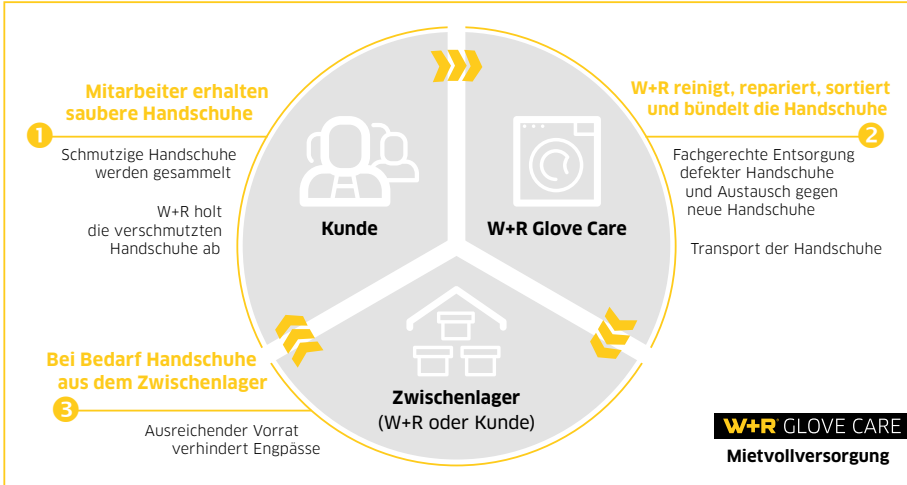 Mitarbeiter erhalten
saubere Handschuhe
1
Schmutzige Handschuhe
werden gesammelt
W+R holt
die verschmutzten
Handschuhe ab
Kunde
W+R Glove Care
W+R reinigt, repariert, sortiert
und bündelt die Handschuhe
2
Fachgerechte Entsorgung
defekter Handschuhe
und Austausch gegen
neue Handschuhe
Transport der Handschuhe
Bei Bedarf Handschuhe
aus dem Zwischenlager
3
Ausreichender Vorrat
verhindert Engpässe
Zwischenlager
(W+R oder Kunde)
W+R GLOVE CARE
Mietvollversorgung